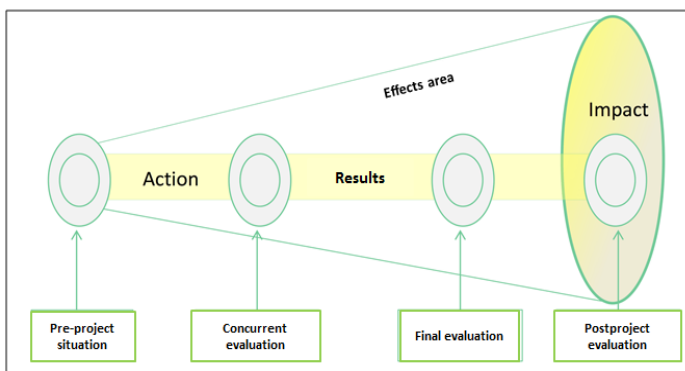 Effects area
Impact
Action
Results
Pre-project
situation
Concurrent
evaluation
Final evaluation
Postproject
evaluation